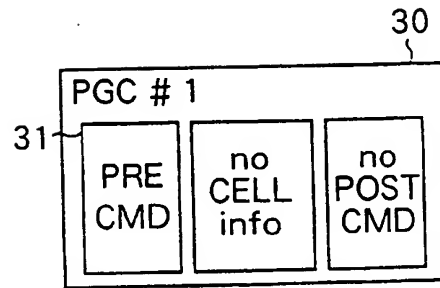 30
PGC # 1
31
PRE
CMD
no
CELL
info
no
POST
CMD